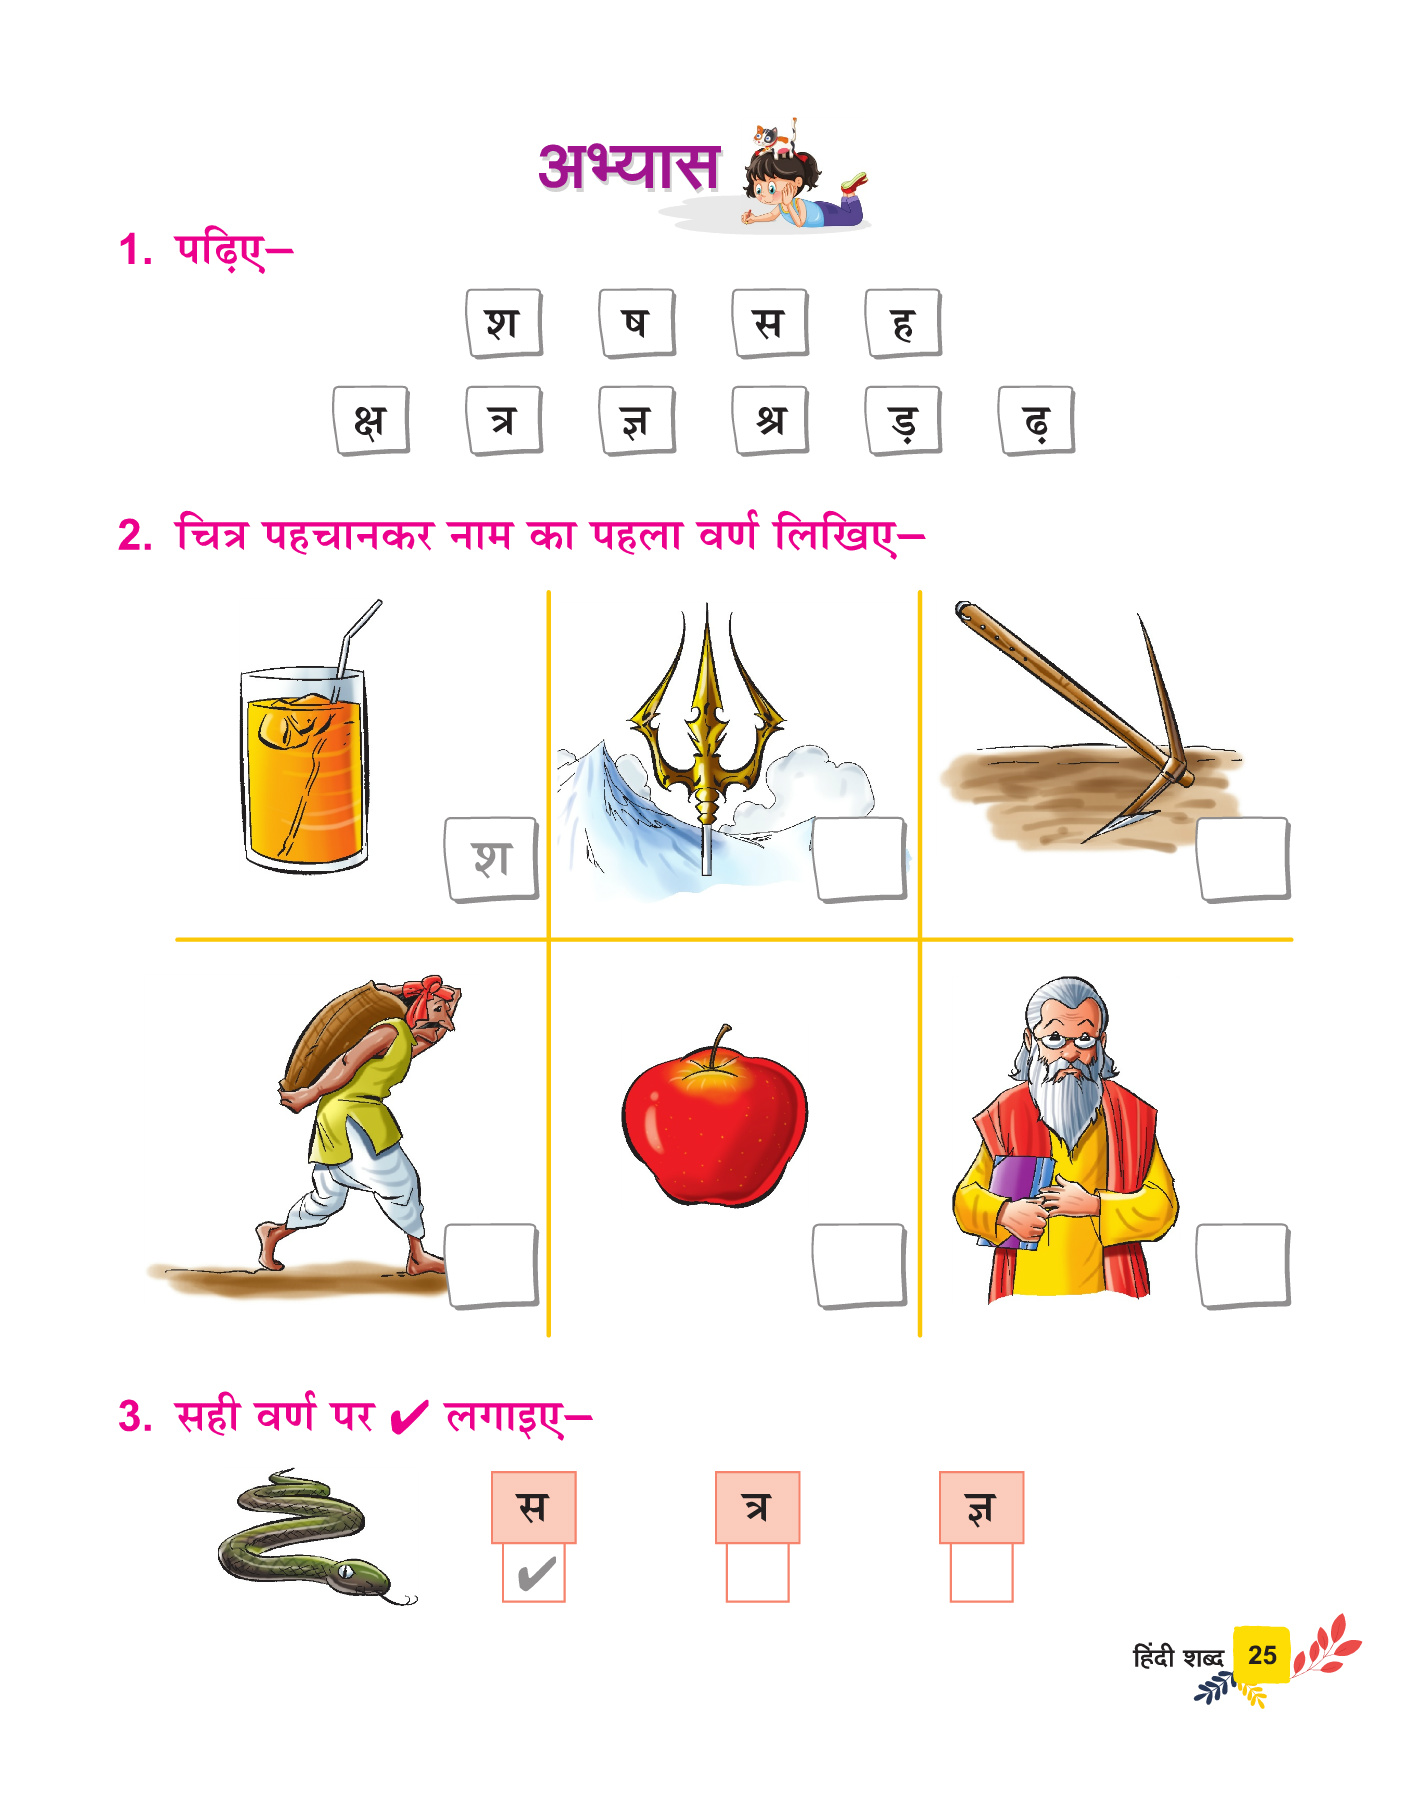 अभ्यास
1. पढ़िए–
श ष स ह
क्ष त्र ज्ञ श्र ड़ ढ़
2. चित्र पहचानकर नाम का पहला वर्ण लिखिए–
श
3. सही वर्ण पर ✔ लगाइए–
स त्र ज्ञ
✔
हिंदी शब्द 25